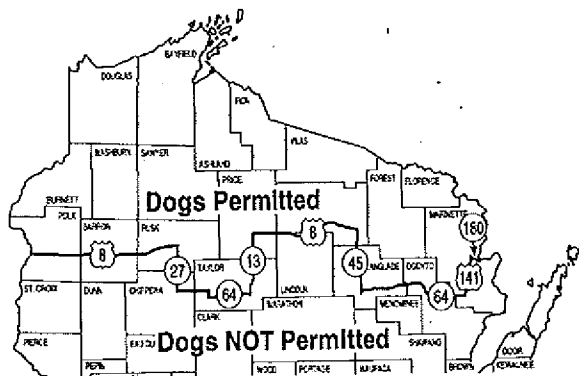 BAYFIELD
DOUGLAS
IRON
VILAS
WASHBURN SAWYER
ASHLAND
PRICE
FOREST FLORENCE
Dogs Permitted
BURNETT
POLK
MARINETTE
180
BARRON RUSK
8
8
13
45
27 TAYLOR
LANGLADE OCONTO
141
64
64
ST. CROIX DUNN CHIPPEWA
LINCOLN
MARATHON
MENOMINEE
CLARK
PIERCE
Dogs NOT Permitted
SHAWANO
DOOR
PEPIN
WOOD PORTAGE WAUPACA
BROWN KEWAUNEE